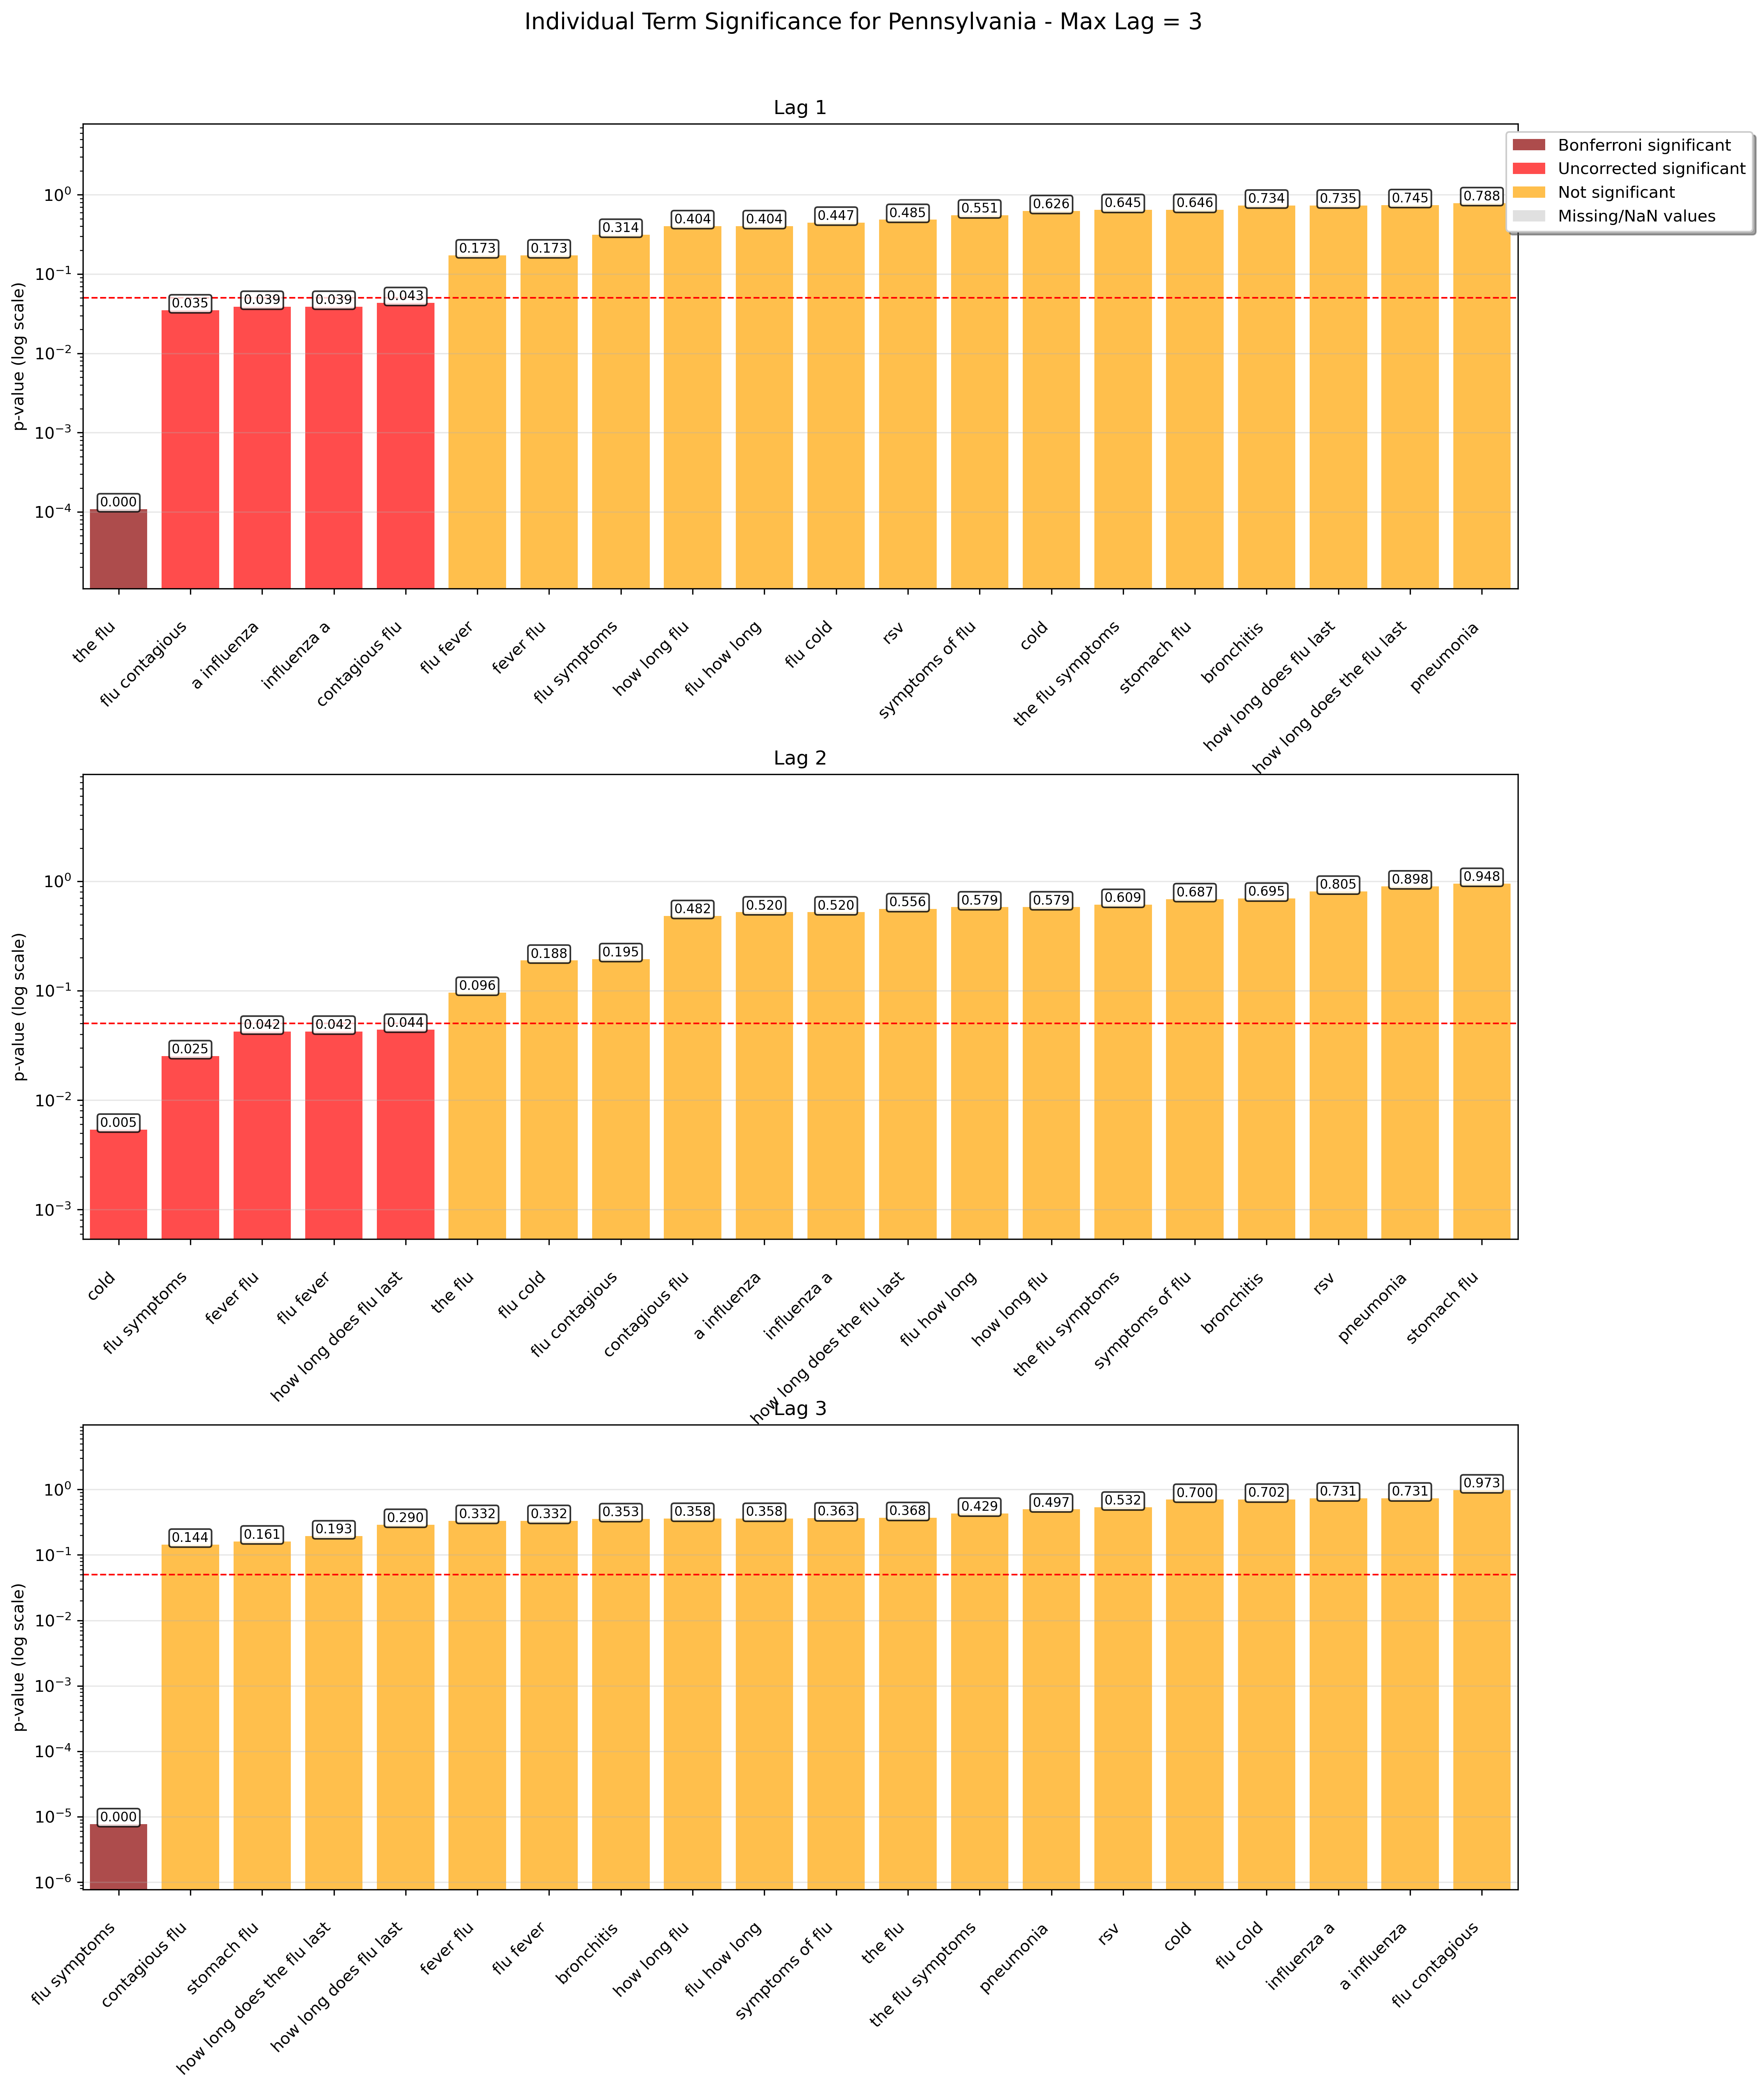 Individual Term Significance for Pennsylvania - Max Lag = 3
Lag 1
Bonferroni significant
Uncorrected significant
Not significant
Missing/NaN values
p-value (log scale)
10⁰
10⁻¹
10⁻²
10⁻³
10⁻⁴
0.000
0.035
0.039
0.039
0.043
0.173
0.173
0.314
0.404
0.404
0.447
0.485
0.551
0.626
0.645
0.646
0.734
0.735
0.745
0.788
the flu
flu contagious
a influenza
influenza a
contagious flu
flu fever
fever flu
flu symptoms
how long flu
flu how long
flu cold
rsv
symptoms of flu
cold
the flu symptoms
stomach flu
bronchitis
how long does flu last
how long does the flu last
pneumonia
Lag 2
p-value (log scale)
10⁰
10⁻¹
10⁻²
10⁻³
0.005
0.025
0.042
0.042
0.044
0.096
0.188
0.195
0.482
0.520
0.520
0.556
0.579
0.579
0.609
0.687
0.695
0.805
0.898
0.948
cold
flu symptoms
fever flu
flu fever
how long does flu last
the flu
flu cold
flu contagious
contagious flu
a influenza
influenza a
how long does the flu last
flu how long
how long flu
the flu symptoms
symptoms of flu
bronchitis
rsv
pneumonia
stomach flu
Lag 3
p-value (log scale)
10⁰
10⁻¹
10⁻²
10⁻³
10⁻⁴
10⁻⁵
10⁻⁶
0.000
0.144
0.161
0.193
0.290
0.332
0.332
0.353
0.358
0.358
0.363
0.368
0.429
0.497
0.532
0.700
0.702
0.731
0.731
0.973
flu symptoms
contagious flu
stomach flu
how long does the flu last
how long does flu last
fever flu
flu fever
bronchitis
how long flu
flu how long
symptoms of flu
the flu
the flu symptoms
pneumonia
rsv
cold
flu cold
influenza a
a influenza
flu contagious